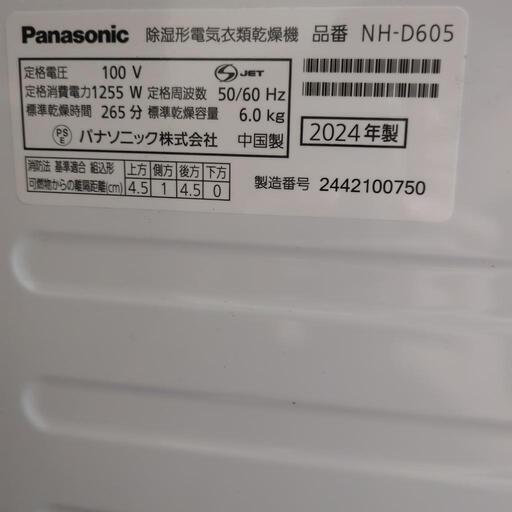 Panasonic 除湿形電気衣類乾燥機 品番 NH-D605
定格電圧 100 V S JET
定格消費電力 1255 W 定格周波数 50/60 Hz
標準乾燥時間 265 分 標準乾燥容量 6.0 kg
PS E パナソニック株式会社 中国製
2024年製
消防法 基準適合 組込形 上方 側方 後方 下方
可燃物からの離隔距離(cm) 4.5 1 4.5 0
製造番号 2442100750